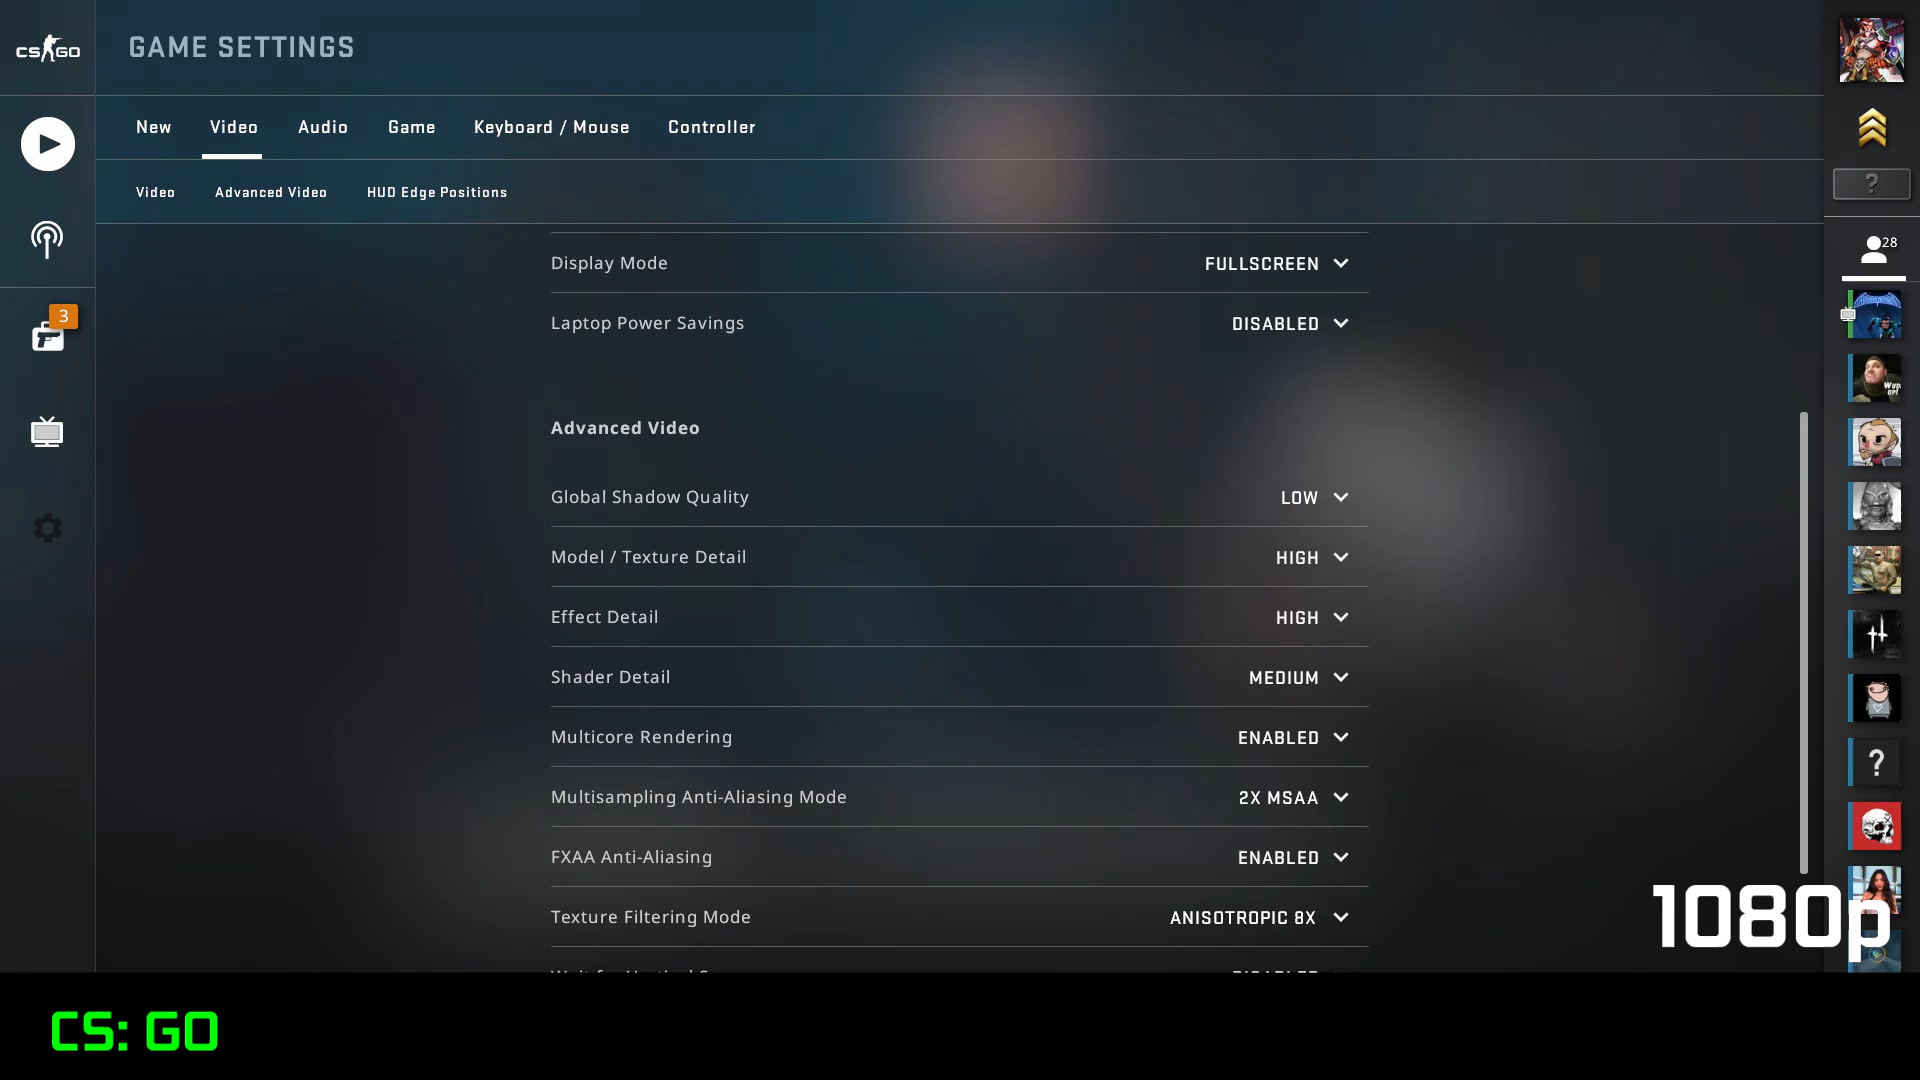 CS GO
GAME SETTINGS
New Video Audio Game Keyboard / Mouse Controller
Video Advanced Video HUD Edge Positions
?
28
3
Display Mode FULLSCREEN
Laptop Power Savings DISABLED
Advanced Video
Global Shadow Quality LOW
Model / Texture Detail HIGH
Effect Detail HIGH
Shader Detail MEDIUM
Multicore Rendering ENABLED
?
Multisampling Anti-Aliasing Mode 2X MSAA
FXAA Anti-Aliasing ENABLED
Texture Filtering Mode ANISOTROPIC 8X
1080p
CS: GO